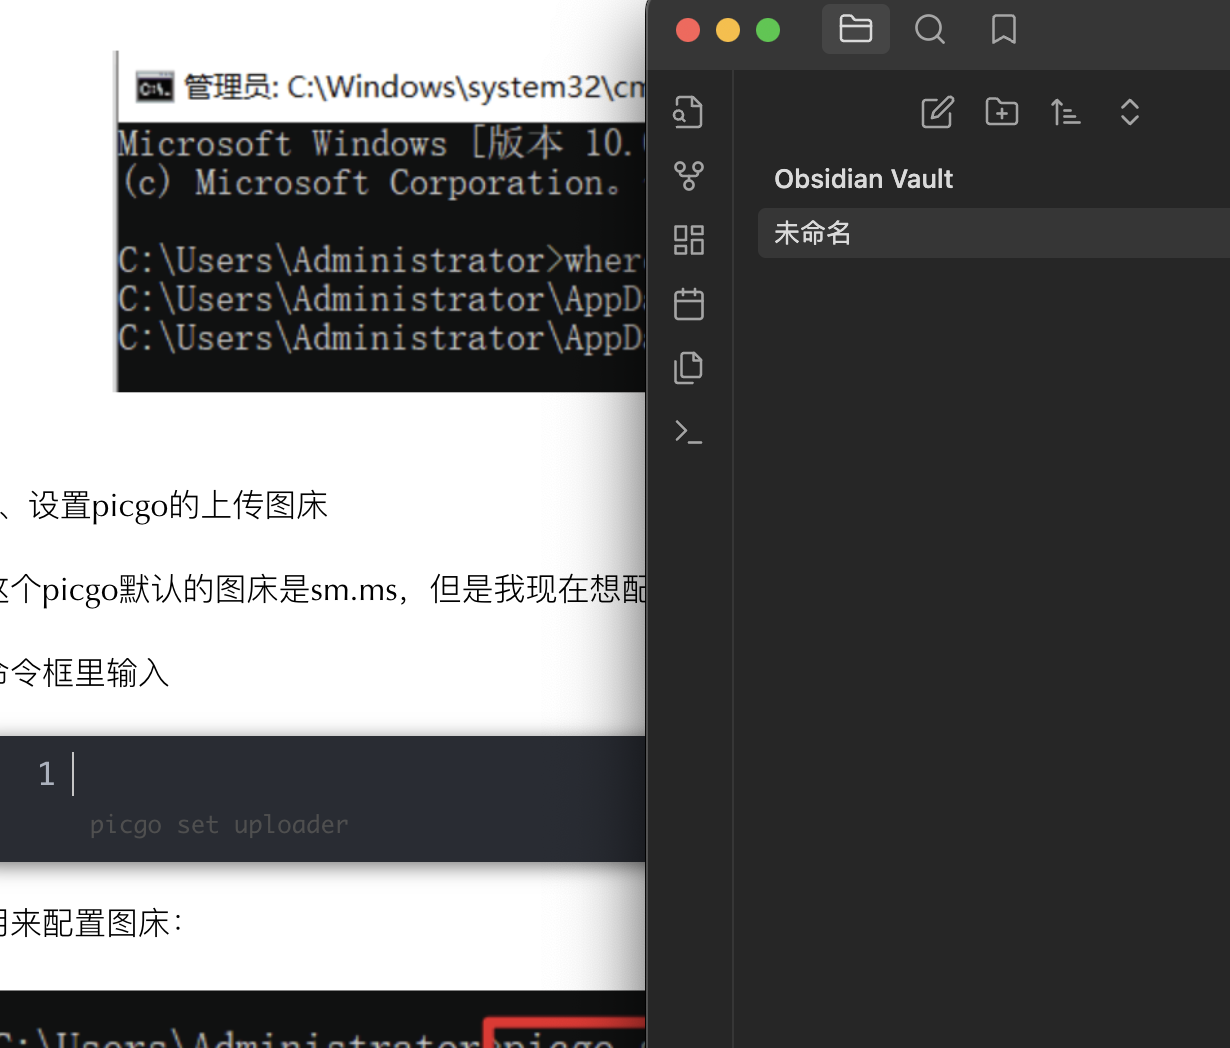 管理员: C:\Windows\system32\cm
Microsoft Windows [版本 10.
(c) Microsoft Corporation。
C:\Users\Administrator>where
C:\Users\Administrator\AppDa
C:\Users\Administrator\AppDa
、设置picgo的上传图床
这个picgo默认的图床是sm.ms，但是我现在想配
命令框里输入
1
picgo set uploader
用来配置图床：
C:\Users\Administrator>picgo
Obsidian Vault
未命名